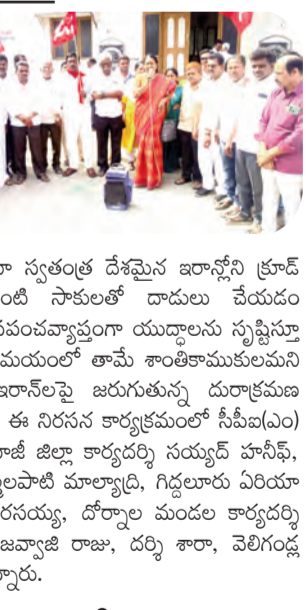 ా స్వతంత్ర దేశమైన ఇరాన్లోని క్రూడ్
ంటి సాకులతో దాడులు చేయడం
పంచవ్యాప్తంగా యుద్ధాలను సృష్టిస్తూ
మయంలో తామే శాంతికాముకులమని
ఇరాన్‌లపై జరుగుతున్న దురాక్రమణ
ఈ నిరసన కార్యక్రమంలో సీపీఐ(ఎం)
ాజీ జిల్లా కార్యదర్శి సయ్యద్ హనీఫ్,
్మలపాటి మాల్యాద్రి, గిద్దలూరు ఏరియా
రసయ్య, దోర్నాల మండల కార్యదర్శి
జవ్వాజి రాజు, దర్శి శారా, వెలిగండ్ల
్నారు.